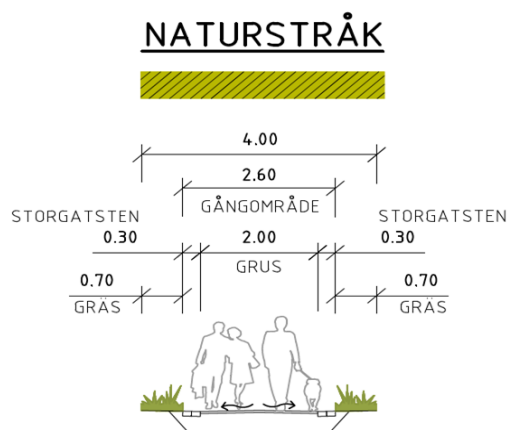 NATURSTRÅK
4.00
2.60
GÅNGOMRÅDE
STORGATSTEN
STORGATSTEN
0.30
2.00
0.30
GRUS
0.70
0.70
GRÄS
GRÄS